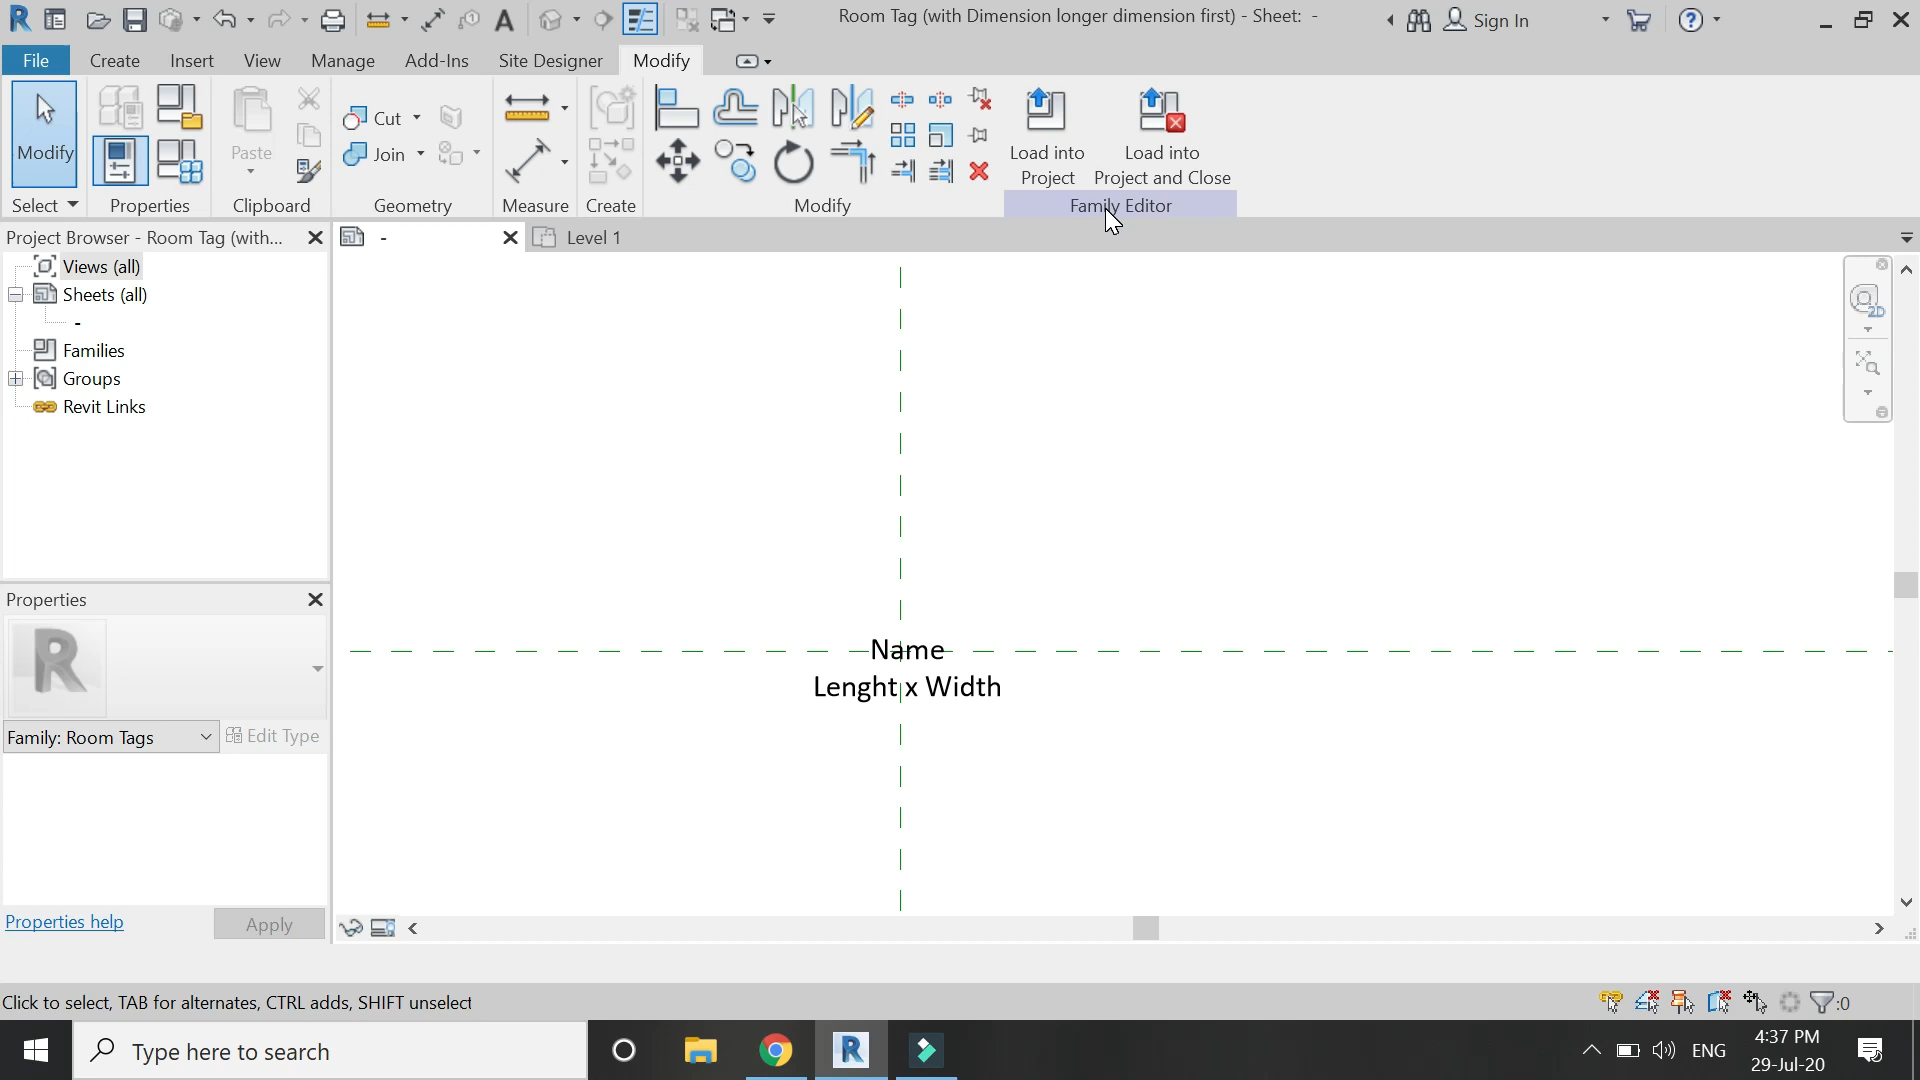 Room Tag (with Dimension longer dimension first) - Sheet: -
Sign In
File Create Insert View Manage Add-Ins Site Designer Modify
Modify
Paste
Cut
Join
Load into Project
Load into Project and Close
Select Properties Clipboard Geometry Measure Create Modify Family Editor
Project Browser - Room Tag (with...
-
Level 1
Views (all)
Sheets (all)
-
Families
Groups
Revit Links
2D
Properties
R
Family: Room Tags
Edit Type
Name
Lenght x Width
Properties help
Apply
Click to select, TAB for alternates, CTRL adds, SHIFT unselect
:0
Type here to search
ENG
4:37 PM
29-Jul-20